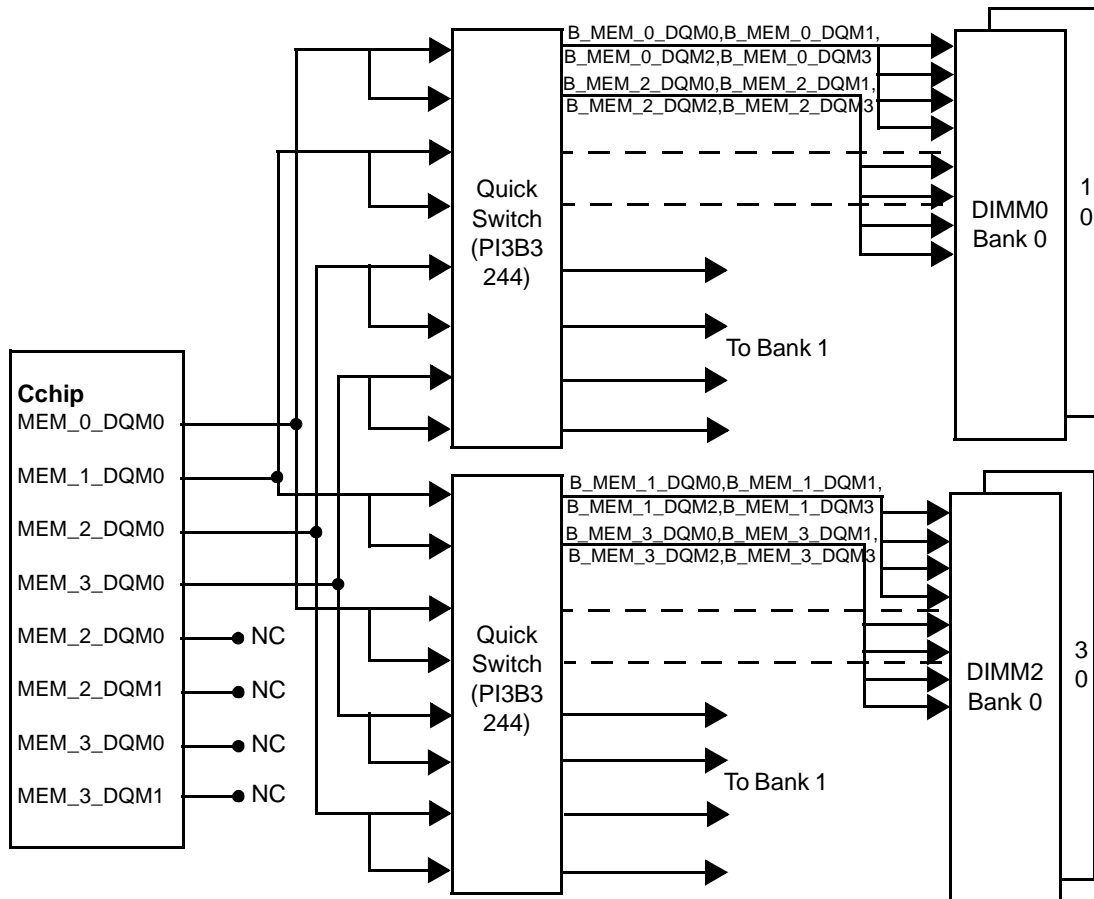 B_MEM_0_DQM0,B_MEM_0_DQM1,
B_MEM_0_DQM2,B_MEM_0_DQM3
B_MEM_2_DQM0,B_MEM_2_DQM1,
B_MEM_2_DQM2,B_MEM_2_DQM3
Quick
Switch
(PI3B3
244)
DIMM0
Bank 0
1
0
To Bank 1
Cchip
MEM_0_DQM0
MEM_1_DQM0
MEM_2_DQM0
MEM_3_DQM0
MEM_2_DQM0
NC
MEM_2_DQM1
NC
MEM_3_DQM0
NC
MEM_3_DQM1
NC
B_MEM_1_DQM0,B_MEM_1_DQM1,
B_MEM_1_DQM2,B_MEM_1_DQM3
B_MEM_3_DQM0,B_MEM_3_DQM1,
B_MEM_3_DQM2,B_MEM_3_DQM3
Quick
Switch
(PI3B3
244)
DIMM2
Bank 0
3
0
To Bank 1